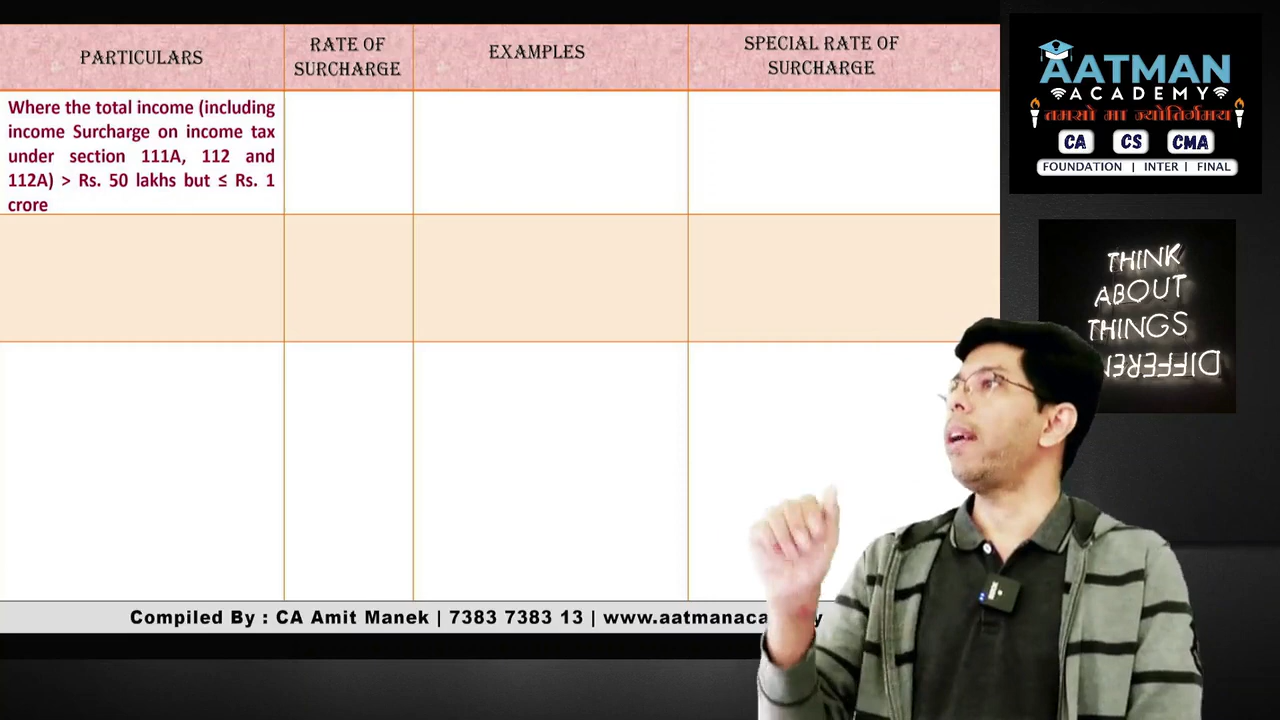 PARTICULARS
RATE OF
SURCHARGE
EXAMPLES
SPECIAL RATE OF
SURCHARGE
Where the total income (including
income Surcharge on income tax
under section 111A, 112 and
112A) > Rs. 50 lakhs but ≤ Rs. 1
crore
AATMAN
ACADEMY
तमसो मा ज्योतिर्गमय
CA CS CMA
FOUNDATION | INTER | FINAL
THINK
ABOUT
THINGS
Compiled By : CA Amit Manek | 7383 7383 13 | www.aatmanaca